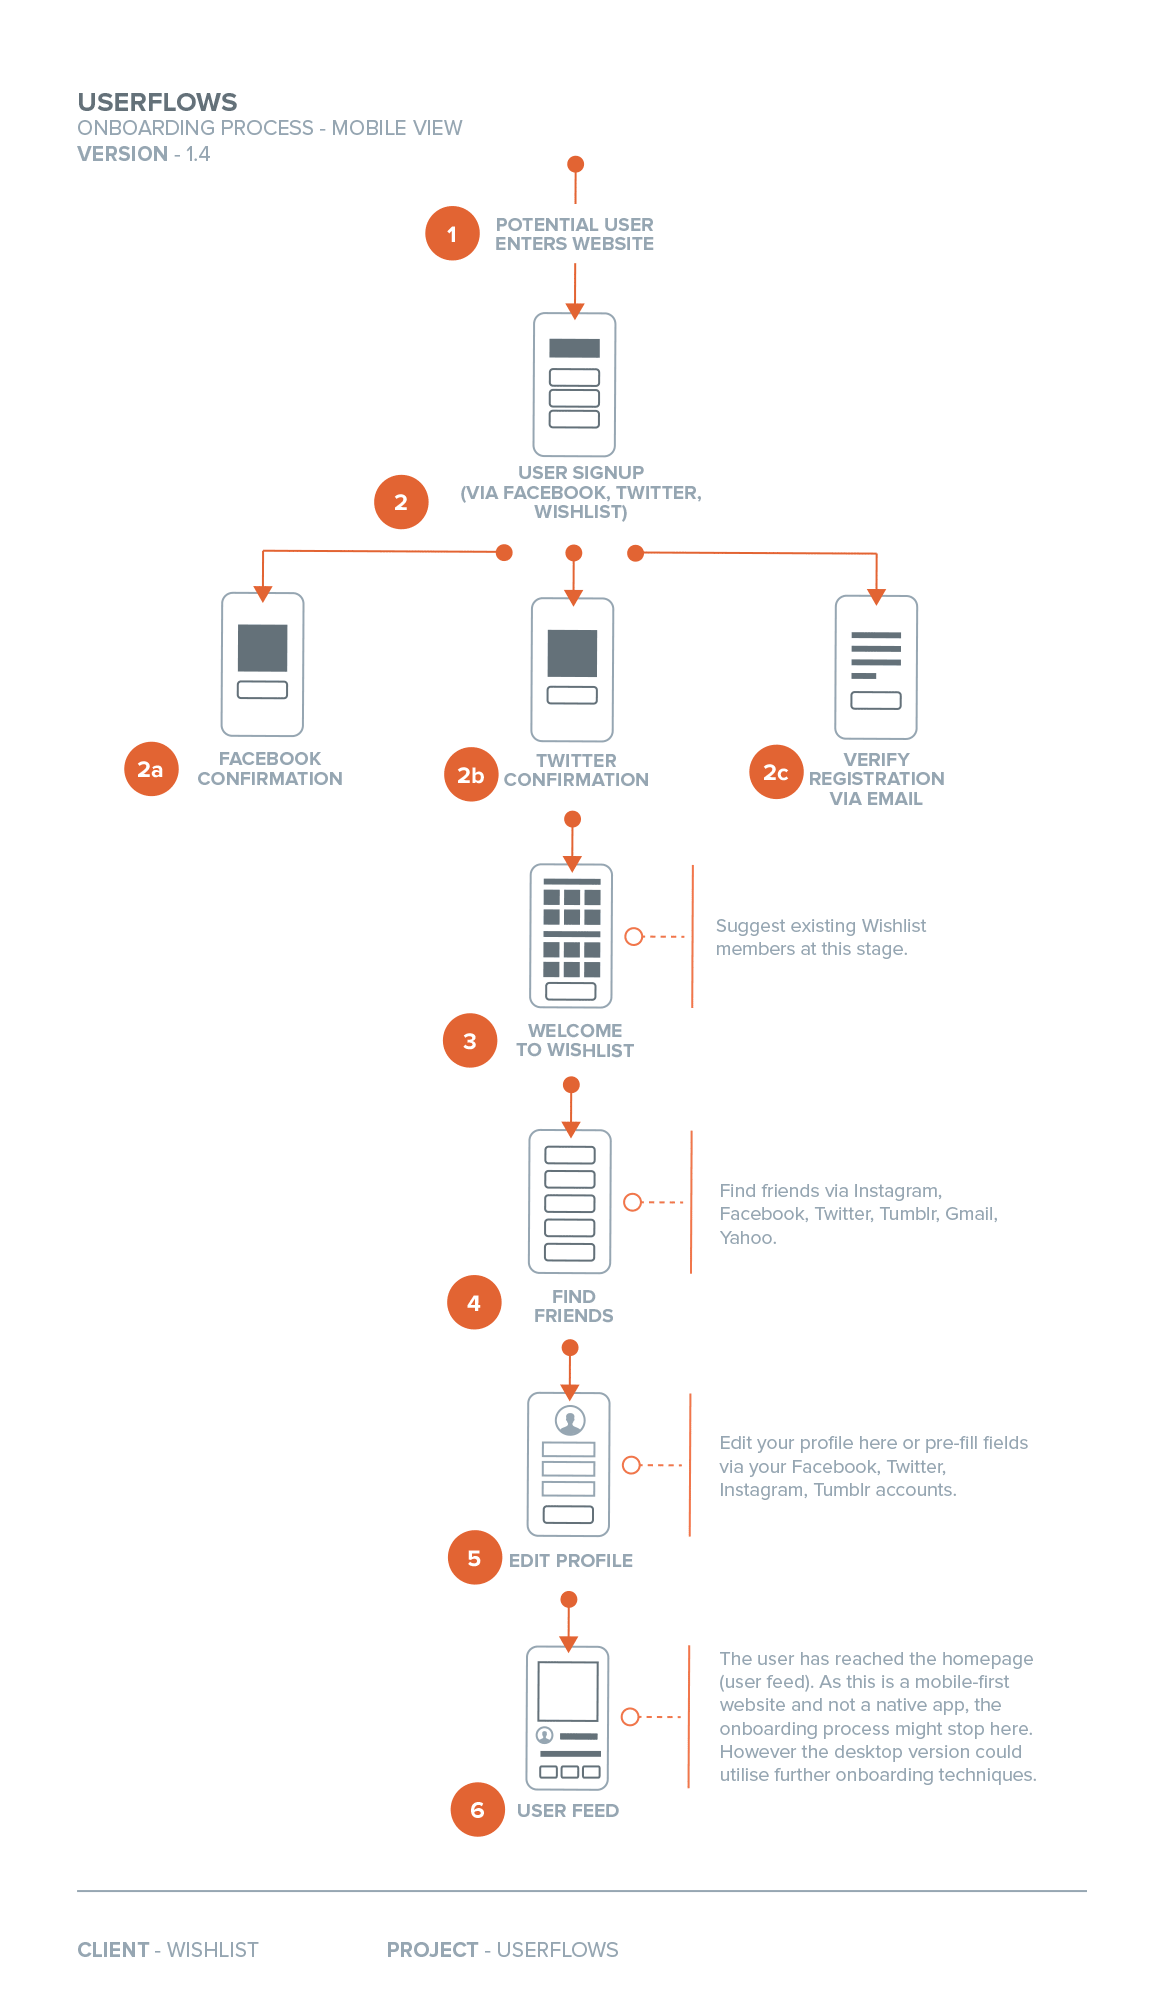 USERFLOWS
ONBOARDING PROCESS - MOBILE VIEW
VERSION - 1.4
1
POTENTIAL USER
ENTERS WEBSITE
2
USER SIGNUP
(VIA FACEBOOK, TWITTER,
WISHLIST)
2a
FACEBOOK
CONFIRMATION
2b
TWITTER
CONFIRMATION
2c
VERIFY
REGISTRATION
VIA EMAIL
Suggest existing Wishlist
members at this stage.
3
WELCOME
TO WISHLIST
Find friends via Instagram,
Facebook, Twitter, Tumblr, Gmail,
Yahoo.
4
FIND
FRIENDS
Edit your profile here or pre-fill fields
via your Facebook, Twitter,
Instagram, Tumblr accounts.
5
EDIT PROFILE
The user has reached the homepage
(user feed). As this is a mobile-first
website and not a native app, the
onboarding process might stop here.
However the desktop version could
utilise further onboarding techniques.
6
USER FEED
CLIENT - WISHLIST
PROJECT - USERFLOWS